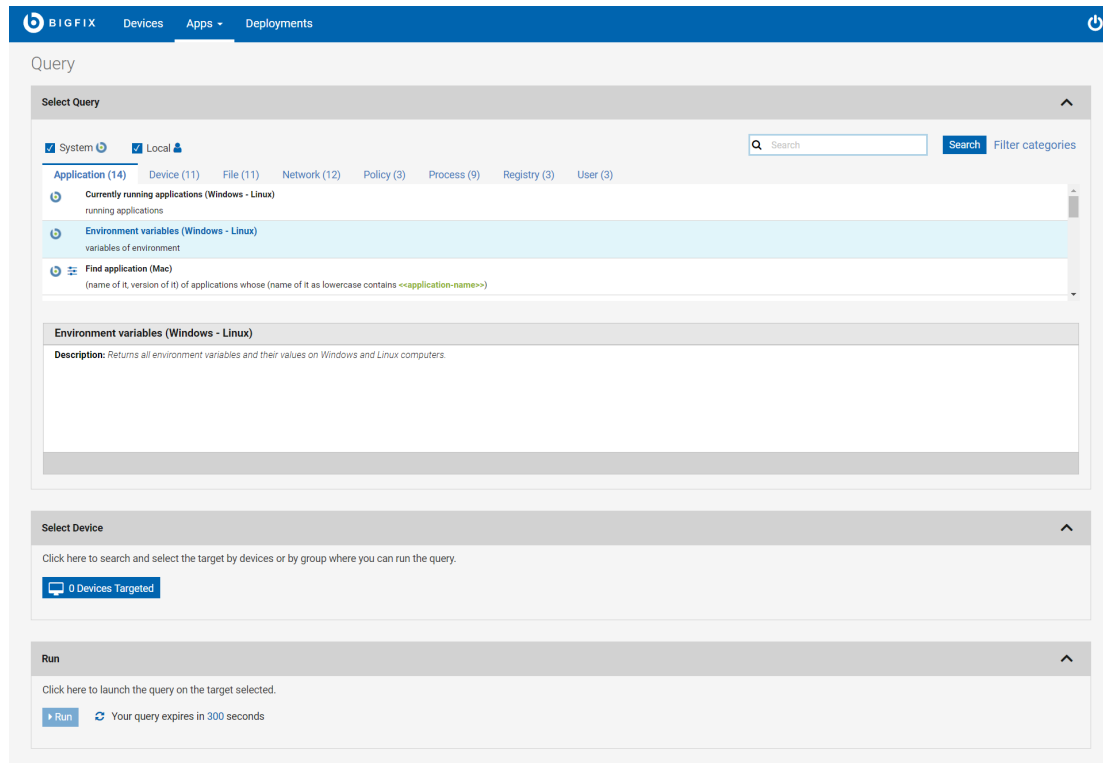 BIGFIX Devices Apps Deployments
Query
Select Query
System Local Search Search Filter categories
Application (14) Device (11) File (11) Network (12) Policy (3) Process (9) Registry (3) User (3)
Currently running applications (Windows - Linux)
running applications
Environment variables (Windows - Linux)
variables of environment
Find application (Mac)
(name of it, version of it) of applications whose (name of it as lowercase contains <<application-name>>)
Environment variables (Windows - Linux)
Description: Returns all environment variables and their values on Windows and Linux computers.
Select Device
Click here to search and select the target by devices or by group where you can run the query.
0 Devices Targeted
Run
Click here to launch the query on the target selected.
Run Your query expires in 300 seconds